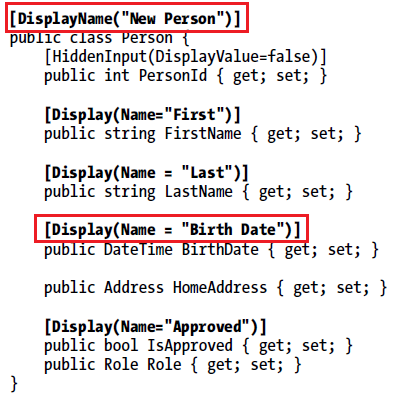 [DisplayName("New Person")]
public class Person {
[HiddenInput(DisplayValue=false)]
public int PersonId { get; set; }
[Display(Name="First")]
public string FirstName { get; set; }
[Display(Name = "Last")]
public string LastName { get; set; }
[Display(Name = "Birth Date")]
public DateTime BirthDate { get; set; }
public Address HomeAddress { get; set; }
[Display(Name="Approved")]
public bool IsApproved { get; set; }
public Role Role { get; set; }
}